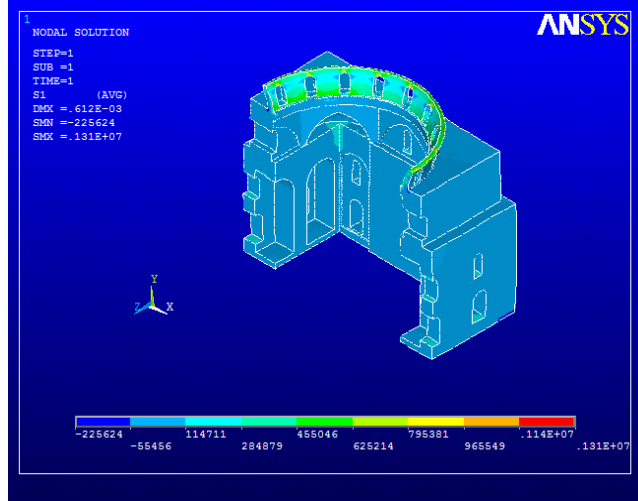 1
ANSYS
NODAL SOLUTION
STEP=1
SUB =1
TIME=1
S1 (AVG)
DMX =.612E-03
SMN =-225624
SMX =.131E+07
Y
Z X
-225624 114711 455046 795381 .114E+07
-55456 284879 625214 965549 .131E+07